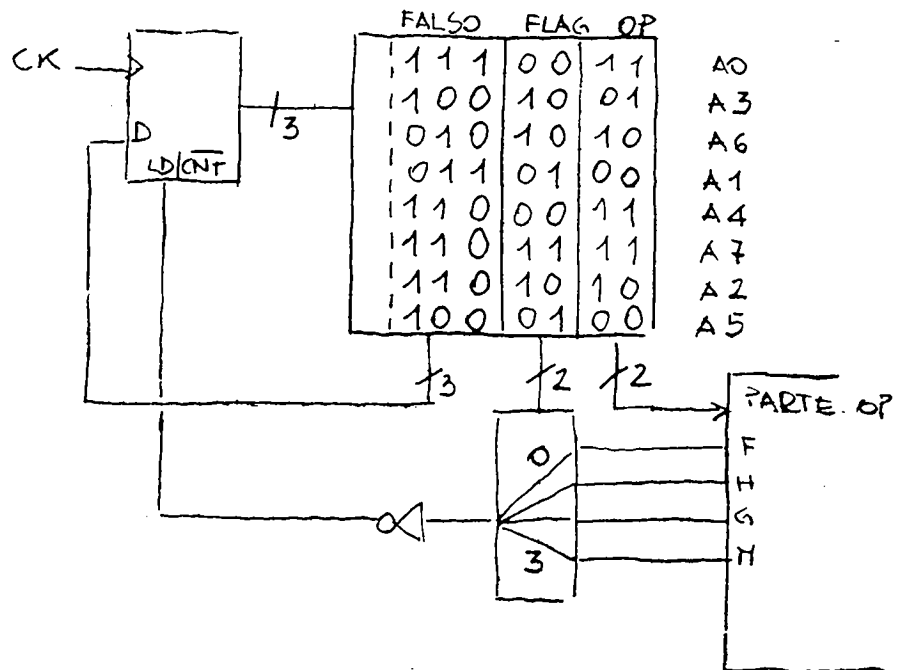 FALSO FLAG OP
CK
111 00 11 A0
100 10 01 A3
D
010 10 10 A6
LD/C̅N̅T̅
011 01 00 A1
3
110 00 11 A4
110 11 11 A7
110 10 10 A2
100 01 00 A5
3 2 2
PARTE OP
0 F
H
G
3 M